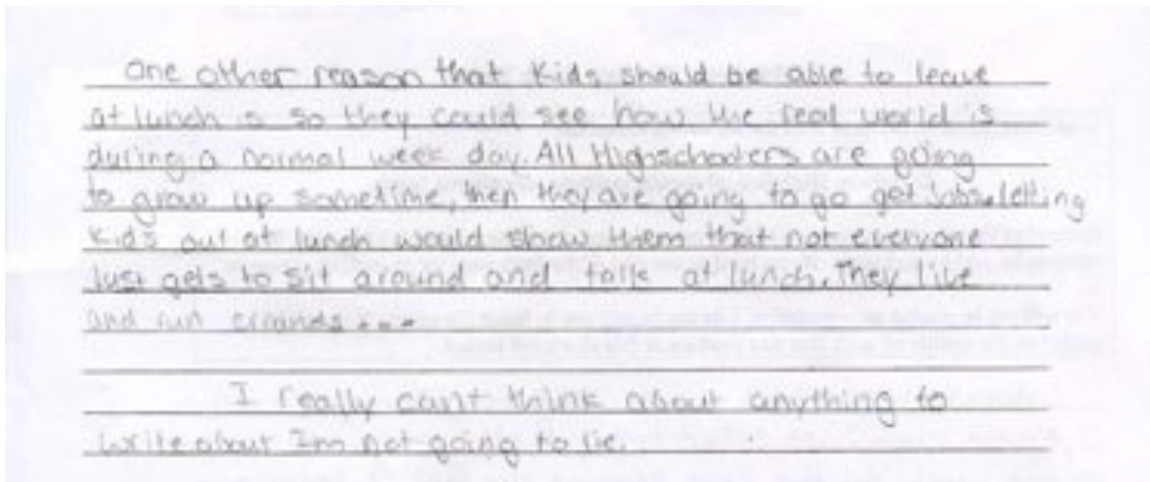 One other reason that kids should be able to leave
at lunch is so they could see how the real world is
during a normal week day. All Highschoolers are going
to grow up sometime, then they are going to go get jobs. letting
kids out at lunch would show them that not everyone
Just gets to sit around and talk at lunch. They live
and run errands...
I really can't think about anything to
write about Im not going to lie.